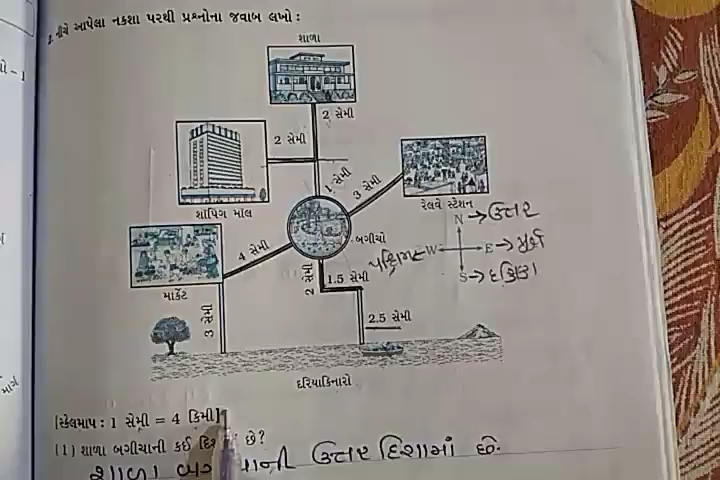 2. નીચે આપેલા નકશા પરથી પ્રશ્નોના જવાબ લખો :
શાળા
2 સેમી
2 સેમી
1 સેમી
3 સેમી
શૉપિંગ મૉલ
રેલવે સ્ટેશન
N → ઉત્તર
બગીચો
પશ્ચિમ ← W
E → પૂર્વ
S → દક્ષિણ
4 સેમી
માર્કેટ
2 સેમી
1.5 સેમી
3 સેમી
2.5 સેમી
દરિયાકિનારો
[સ્કેલમાપ : 1 સેમી = 4 કિમી]
(1) શાળા બગીચાની કઈ છે?
શાળા ઉત્તર દિશામાં છે.
માર્ગ